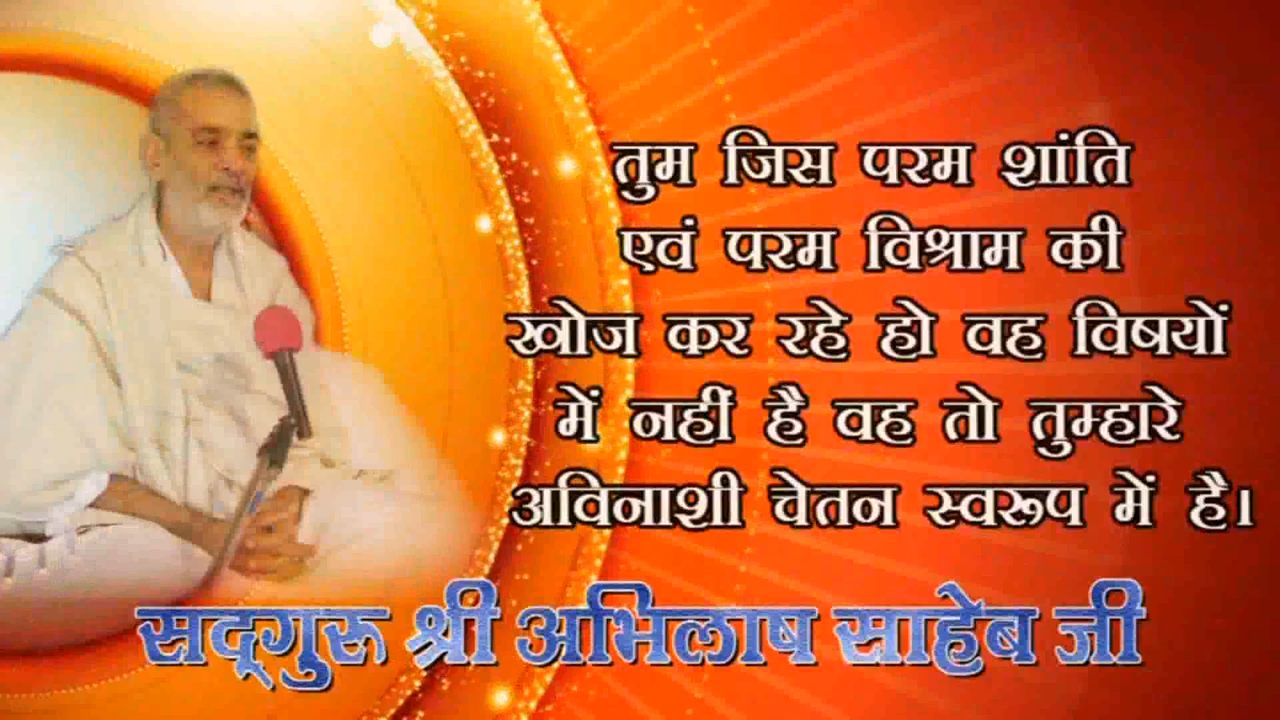 तुम जिस परम शांति
एवं परम विश्राम की
खोज कर रहे हो वह विषयों
में नहीं है वह तो तुम्हारे
अविनाशी चेतन स्वरूप में है।
सद्‌गुरू श्री अभिलाष साहेब जी